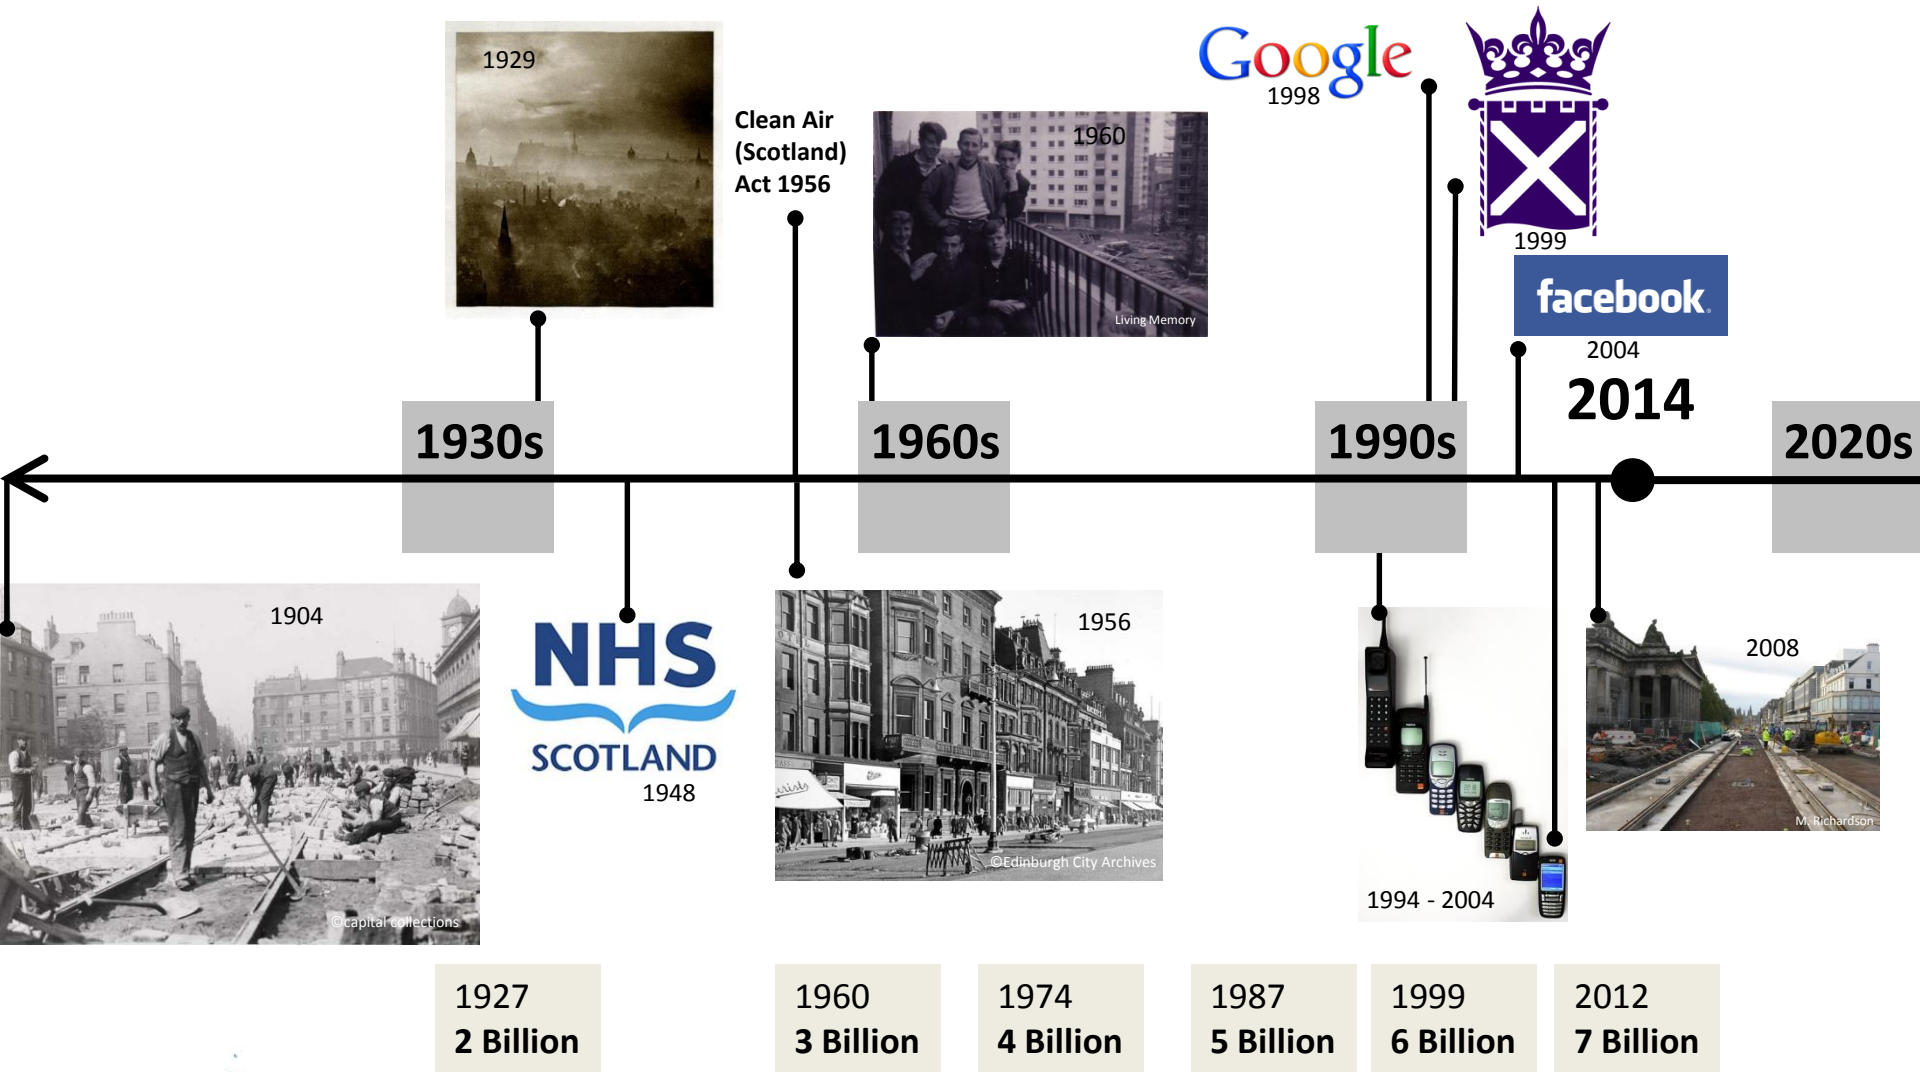 1929
Clean Air
(Scotland)
Act 1956
1960
Living Memory
Google
1998
1999
facebook
2004
2014
1930s
1960s
1990s
2020s
1904
©capital collections
NHS
SCOTLAND
1948
1956
©Edinburgh City Archives
1994 - 2004
2008
M. Richardson
1927
2 Billion
1960
3 Billion
1974
4 Billion
1987
5 Billion
1999
6 Billion
2012
7 Billion